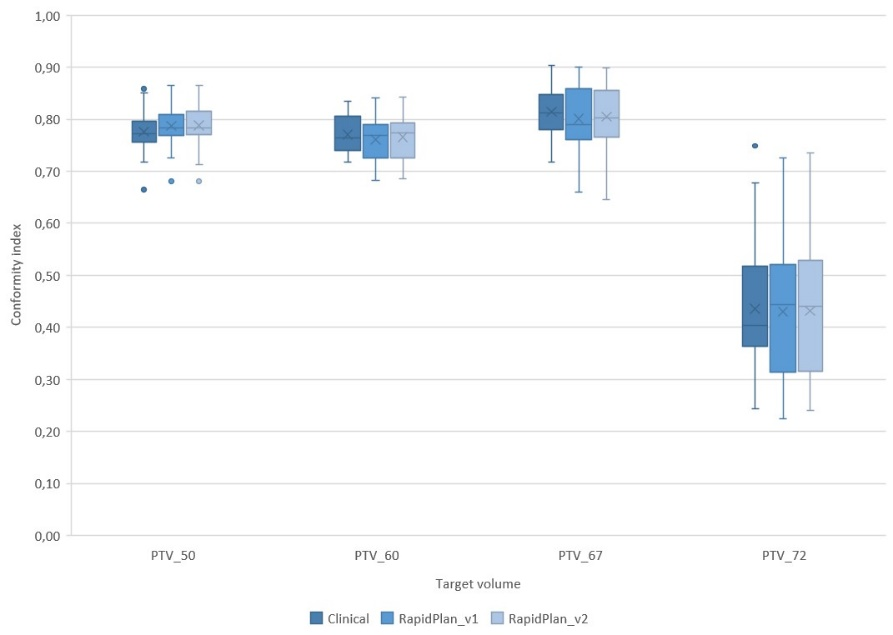 1,00
0,90
0,80
0,70
0,60
0,50
0,40
0,30
0,20
0,10
0,00
Conformity index
PTV_50 PTV_60 PTV_67 PTV_72
Target volume
Clinical RapidPlan_v1 RapidPlan_v2